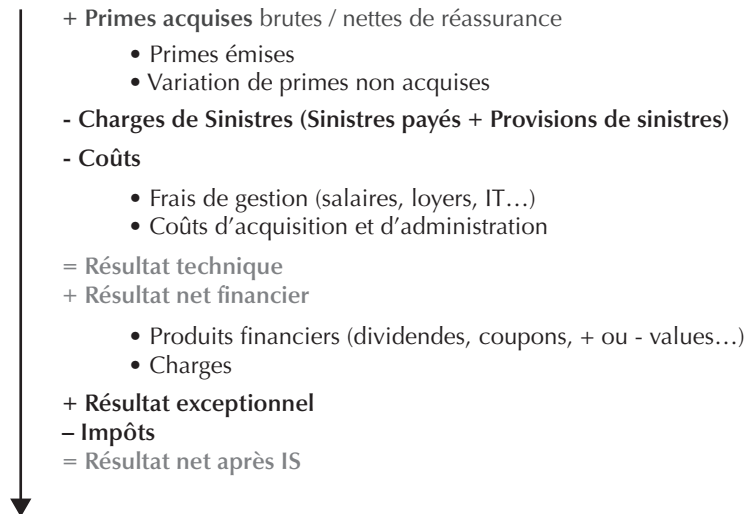 + Primes acquises brutes / nettes de réassurance
• Primes émises
• Variation de primes non acquises
- Charges de Sinistres (Sinistres payés + Provisions de sinistres)
- Coûts
• Frais de gestion (salaires, loyers, IT…)
• Coûts d’acquisition et d’administration
= Résultat technique
+ Résultat net financier
• Produits financiers (dividendes, coupons, + ou - values…)
• Charges
+ Résultat exceptionnel
– Impôts
= Résultat net après IS